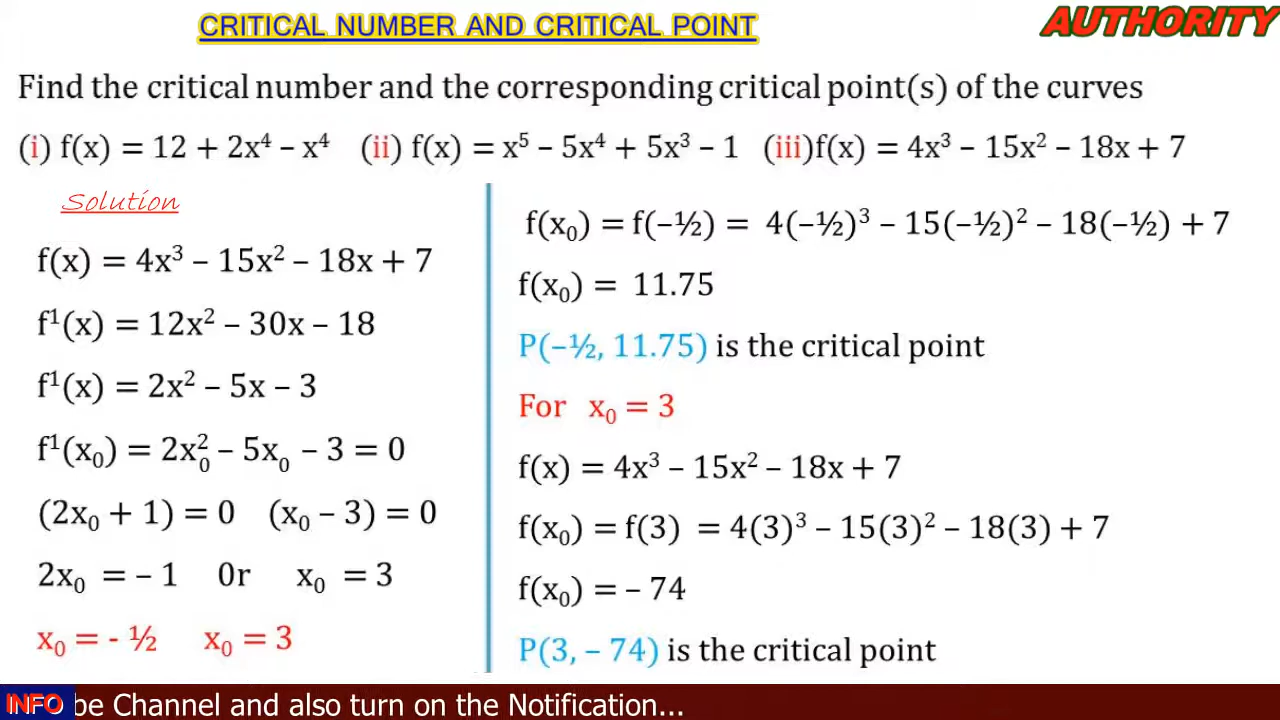 CRITICAL NUMBER AND CRITICAL POINT
AUTHORITY
Find the critical number and the corresponding critical point(s) of the curves
(i) f(x) = 12 + 2x⁴ – x⁴ (ii) f(x) = x⁵ – 5x⁴ + 5x³ – 1 (iii)f(x) = 4x³ – 15x² – 18x + 7
Solution
f(x) = 4x³ – 15x² – 18x + 7
f¹(x) = 12x² – 30x – 18
f¹(x) = 2x² – 5x – 3
f¹(x₀) = 2x₀² – 5x₀ – 3 = 0
(2x₀ + 1) = 0 (x₀ – 3) = 0
2x₀ = – 1 0r x₀ = 3
x₀ = - ½ x₀ = 3
f(x₀) = f(–½) = 4(–½)³ – 15(–½)² – 18(–½) + 7
f(x₀) = 11.75
P(–½, 11.75) is the critical point
For x₀ = 3
f(x) = 4x³ – 15x² – 18x + 7
f(x₀) = f(3) = 4(3)³ – 15(3)² – 18(3) + 7
f(x₀) = – 74
P(3, – 74) is the critical point
INFO be Channel and also turn on the Notification...